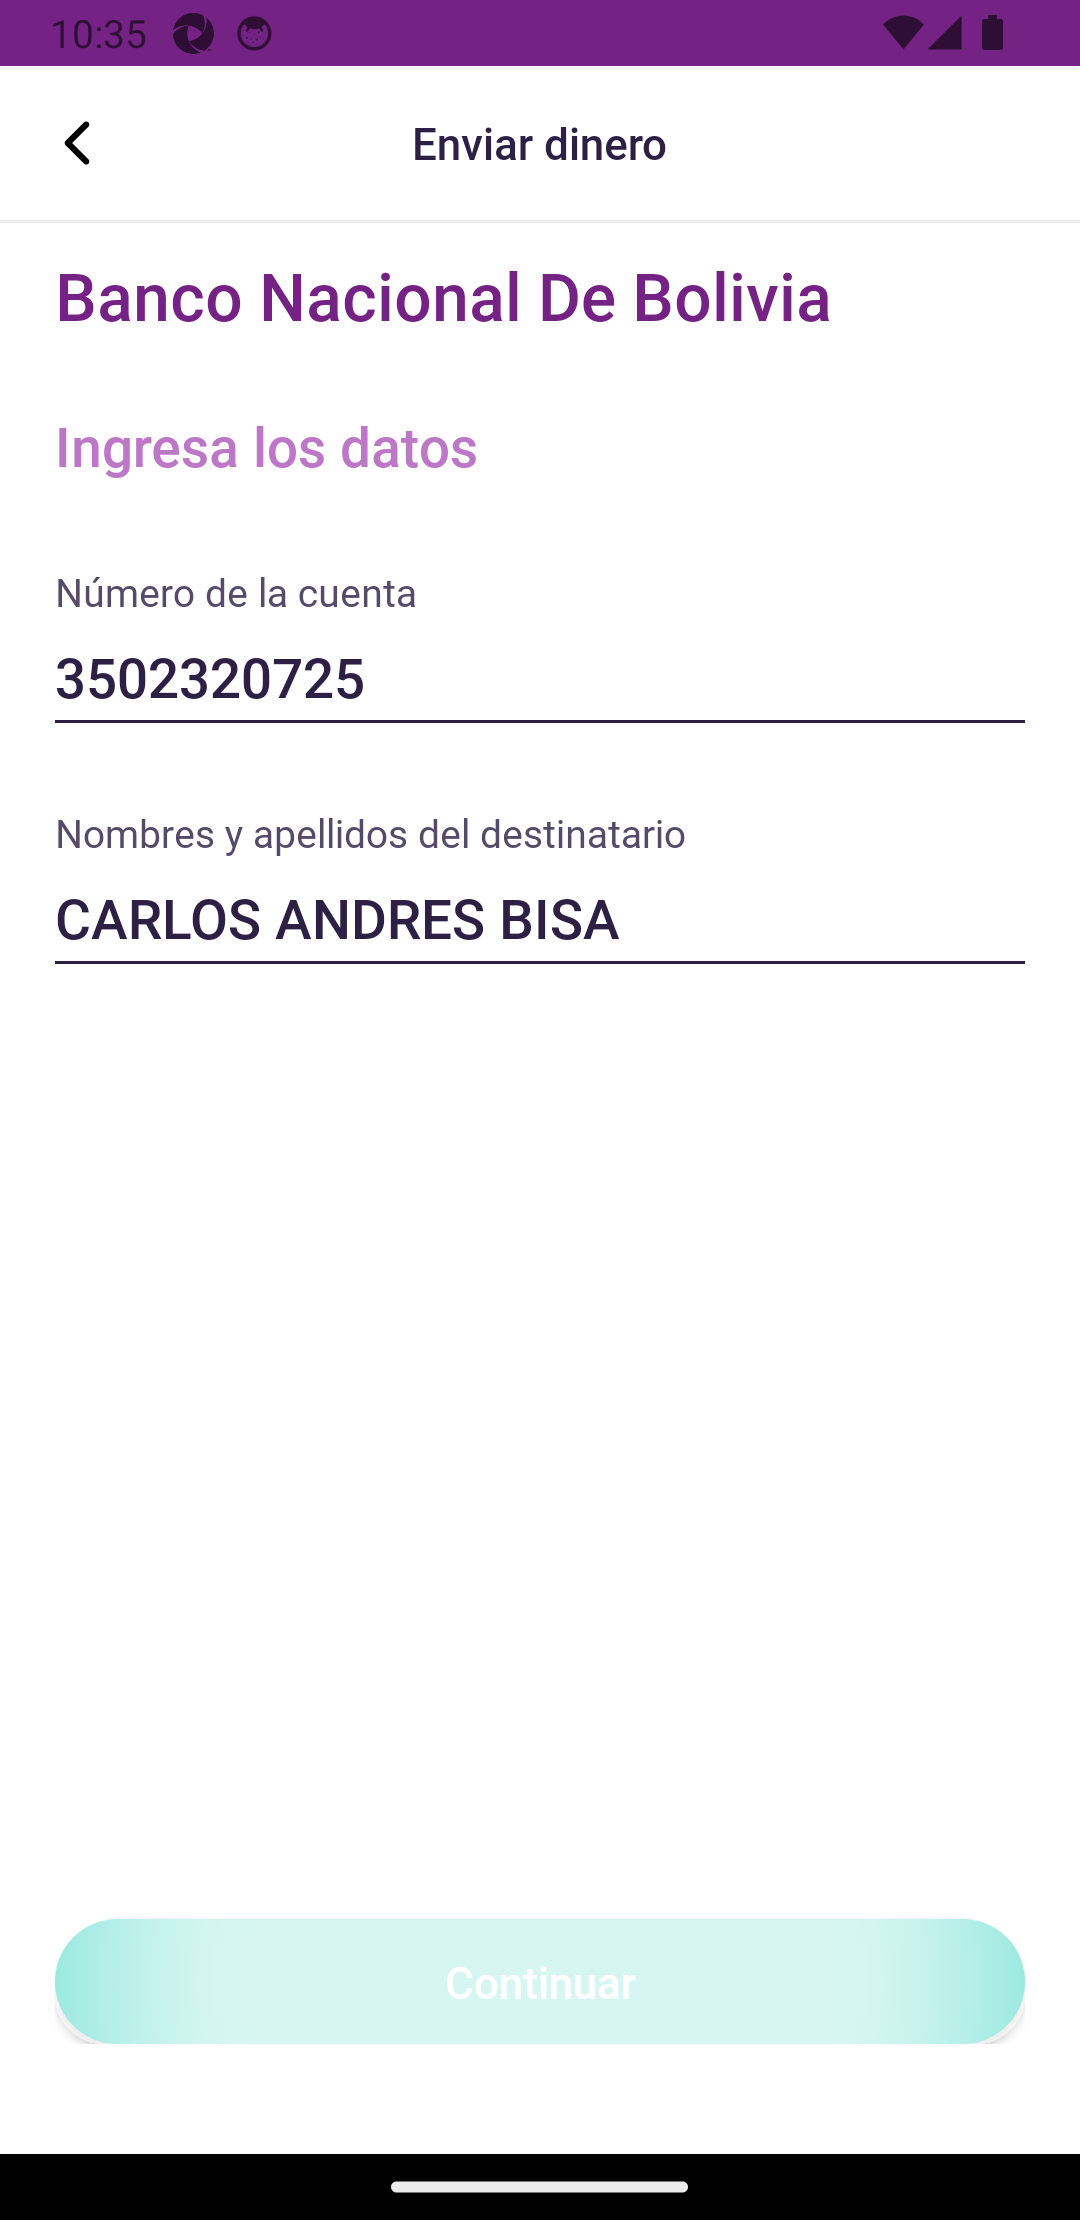 10:35
Enviar dinero
Banco Nacional De Bolivia
Ingresa los datos
Número de la cuenta
3502320725
Nombres y apellidos del destinatario
CARLOS ANDRES BISA
Continuar